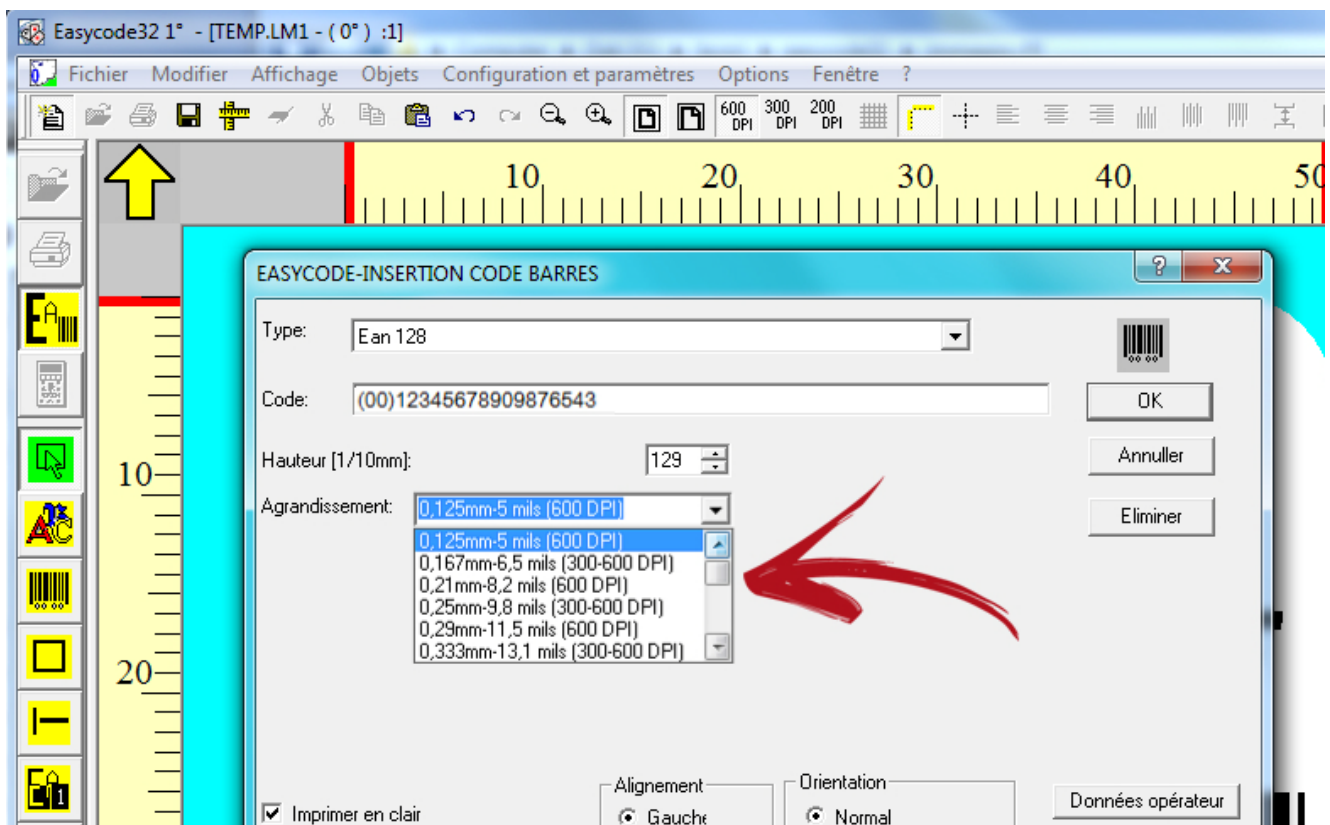 Easycode32 1° - [TEMP.LM1 - ( 0° ) :1]
Fichier Modifier Affichage Objets Configuration et paramètres Options Fenêtre ?
600 DPI 300 DPI 200 DPI
10 20 30 40 50
EASYCODE-INSERTION CODE BARRES
Type: Ean 128
Code: (00)12345678909876543
OK
Hauteur [1/10mm]: 129
Annuller
10
Agrandissement: 0,125mm-5 mils (600 DPI)
Eliminer
0,125mm-5 mils (600 DPI)
0,167mm-6,5 mils (300-600 DPI)
0,21mm-8,2 mils (600 DPI)
0,25mm-9,8 mils (300-600 DPI)
0,29mm-11,5 mils (600 DPI)
0,333mm-13,1 mils (300-600 DPI)
20
Alignement Orientation
Imprimer en clair Gauche Normal Données opérateur